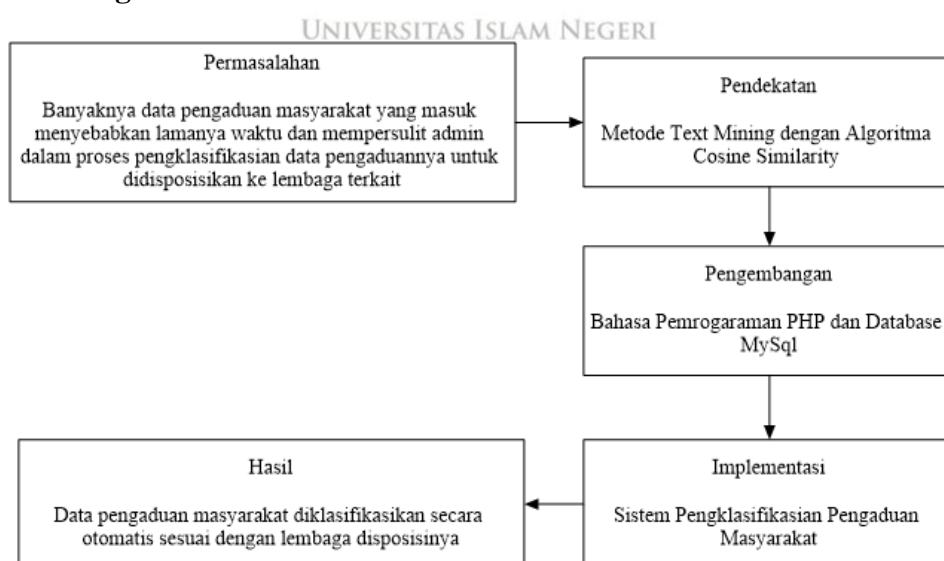 UNIVERSITAS ISLAM NEGERI
Permasalahan
Banyaknya data pengaduan masyarakat yang masuk
menyebabkan lamanya waktu dan mempersulit admin
dalam proses pengklasifikasian data pengaduannya untuk
didisposisikan ke lembaga terkait
Pendekatan
Metode Text Mining dengan Algoritma
Cosine Similarity
Pengembangan
Bahasa Pemrogaraman PHP dan Database
MySql
Implementasi
Sistem Pengklasifikasian Pengaduan
Masyarakat
Hasil
Data pengaduan masyarakat diklasifikasikan secara
otomatis sesuai dengan lembaga disposisinya